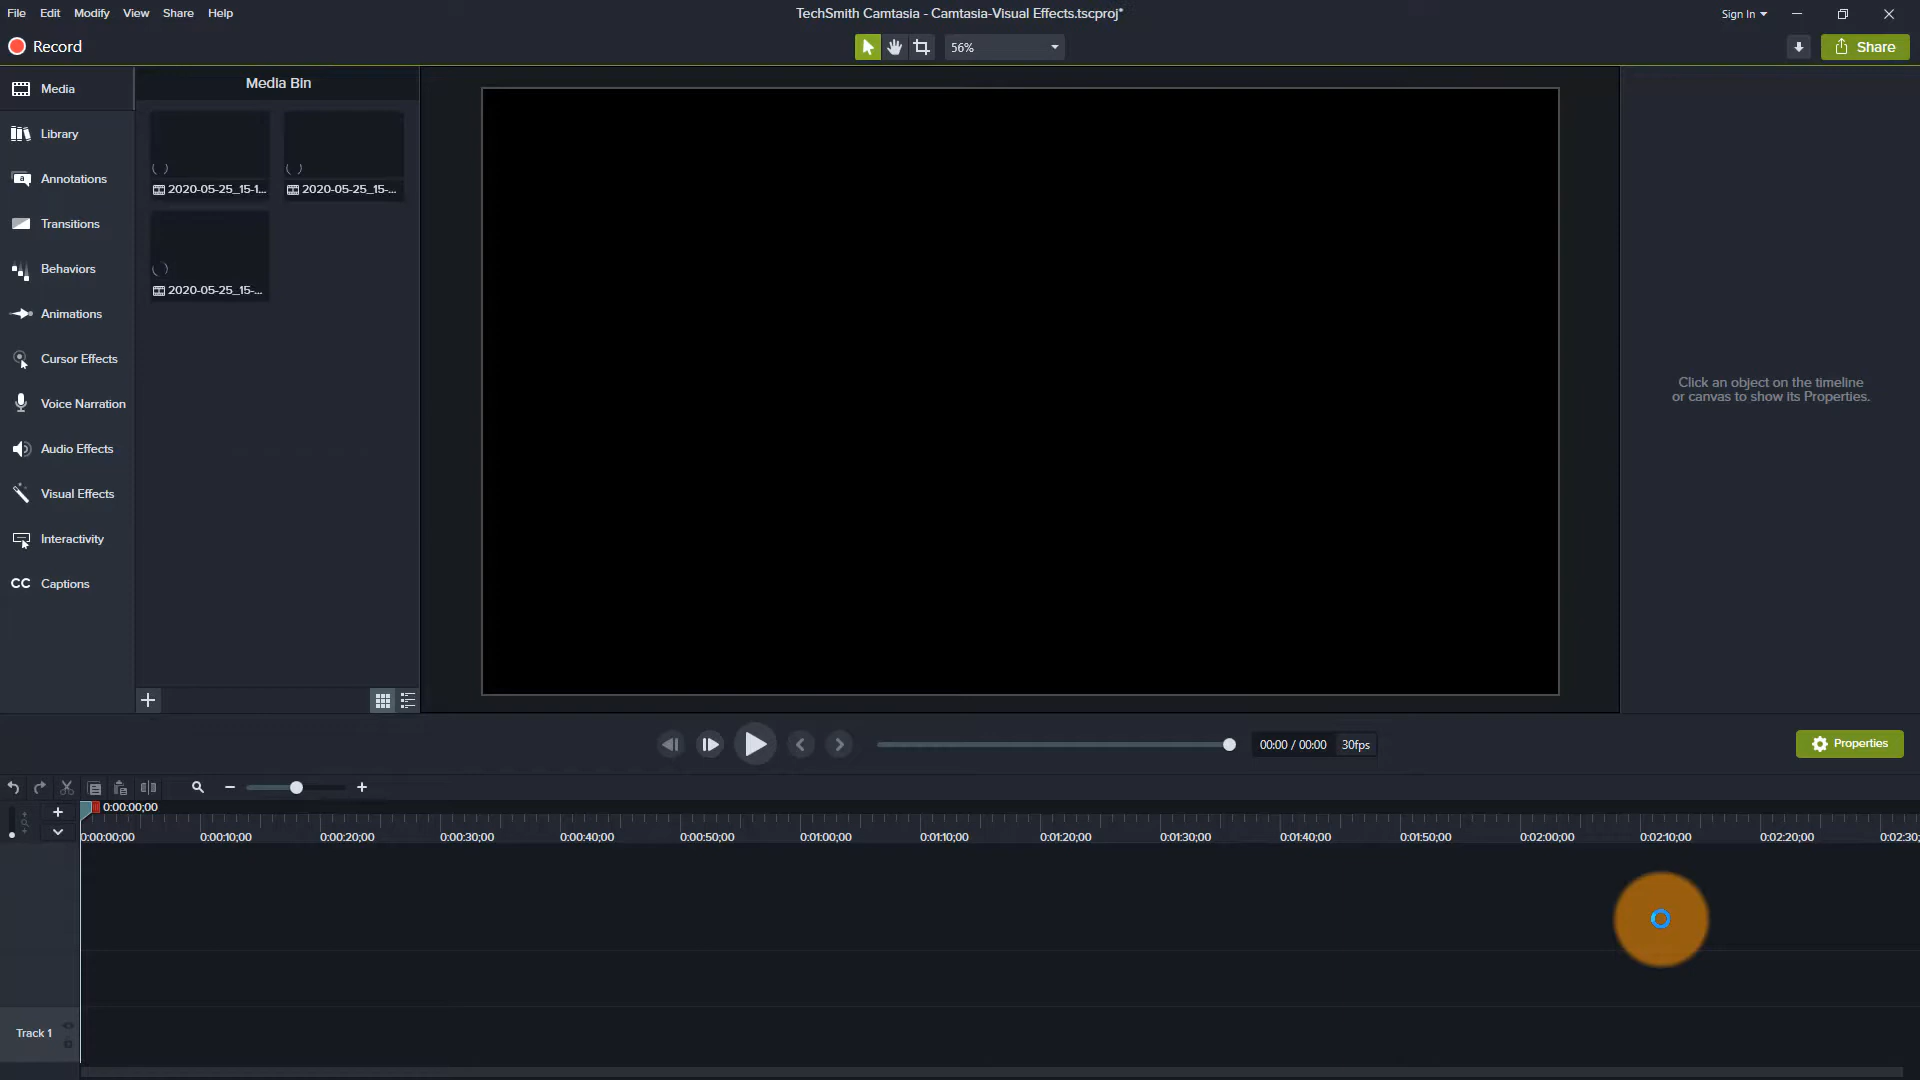 File Edit Modify View Share Help
TechSmith Camtasia - Camtasia-Visual Effects.tscproj*
Sign In
Record
56%
Share
Media
Library
Annotations
Transitions
Behaviors
Animations
Cursor Effects
Voice Narration
Audio Effects
Visual Effects
Interactivity
CC Captions
Media Bin
2020-05-25_15-1...
2020-05-25_15-...
2020-05-25_15-...
Click an object on the timeline
or canvas to show its Properties.
00:00 / 00:00 30fps
Properties
0:00:00;00
0:00:00;00 0:00:10;00 0:00:20;00 0:00:30;00 0:00:40;00 0:00:50;00 0:01:00;00 0:01:10;00 0:01:20;00 0:01:30;00 0:01:40;00 0:01:50;00 0:02:00;00 0:02:10;00 0:02:20;00 0:02:30;
Track 1